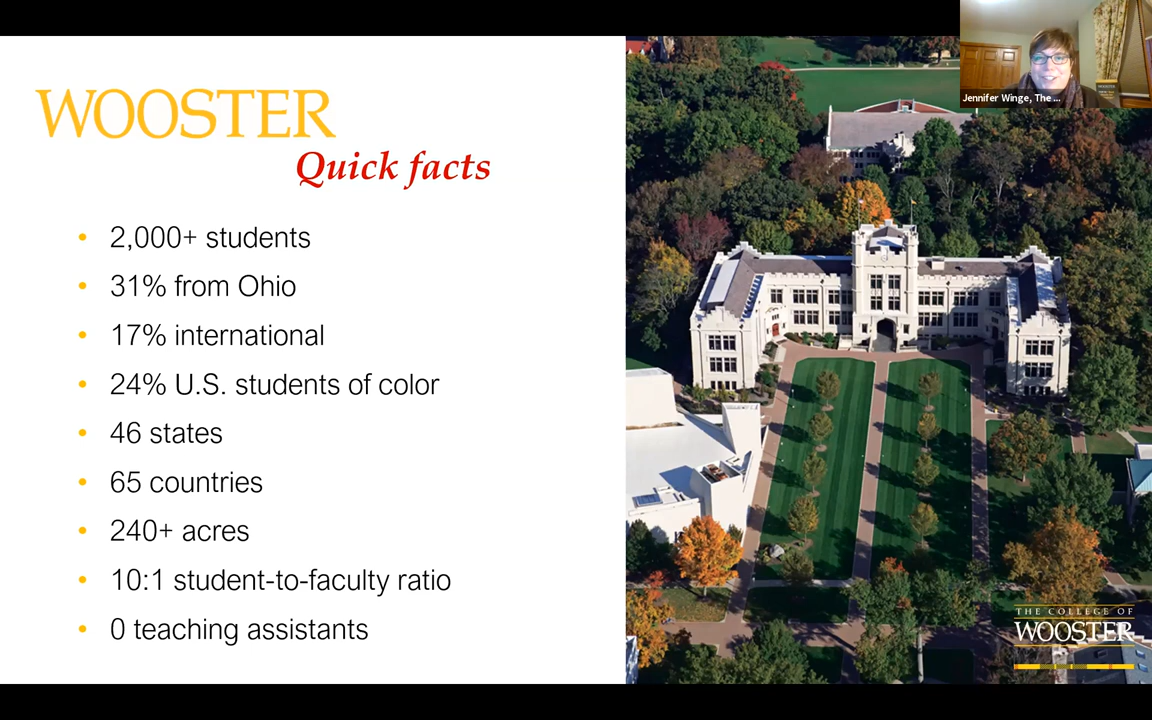 Jennifer Winge, The ...
WOOSTER
Quick facts
• 2,000+ students
• 31% from Ohio
• 17% international
• 24% U.S. students of color
• 46 states
• 65 countries
• 240+ acres
• 10:1 student-to-faculty ratio
• 0 teaching assistants
THE COLLEGE OF
WOOSTER